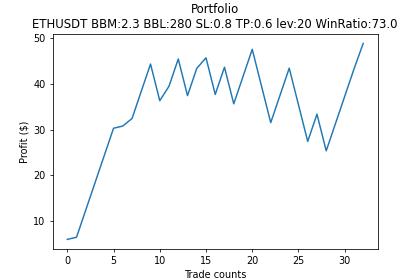 Portfolio
ETHUSDT BBM:2.3 BBL:280 SL:0.8 TP:0.6 lev:20 WinRatio:73.0
50
40
30
20
10
Profit ($)
0 5 10 15 20 25 30
Trade counts